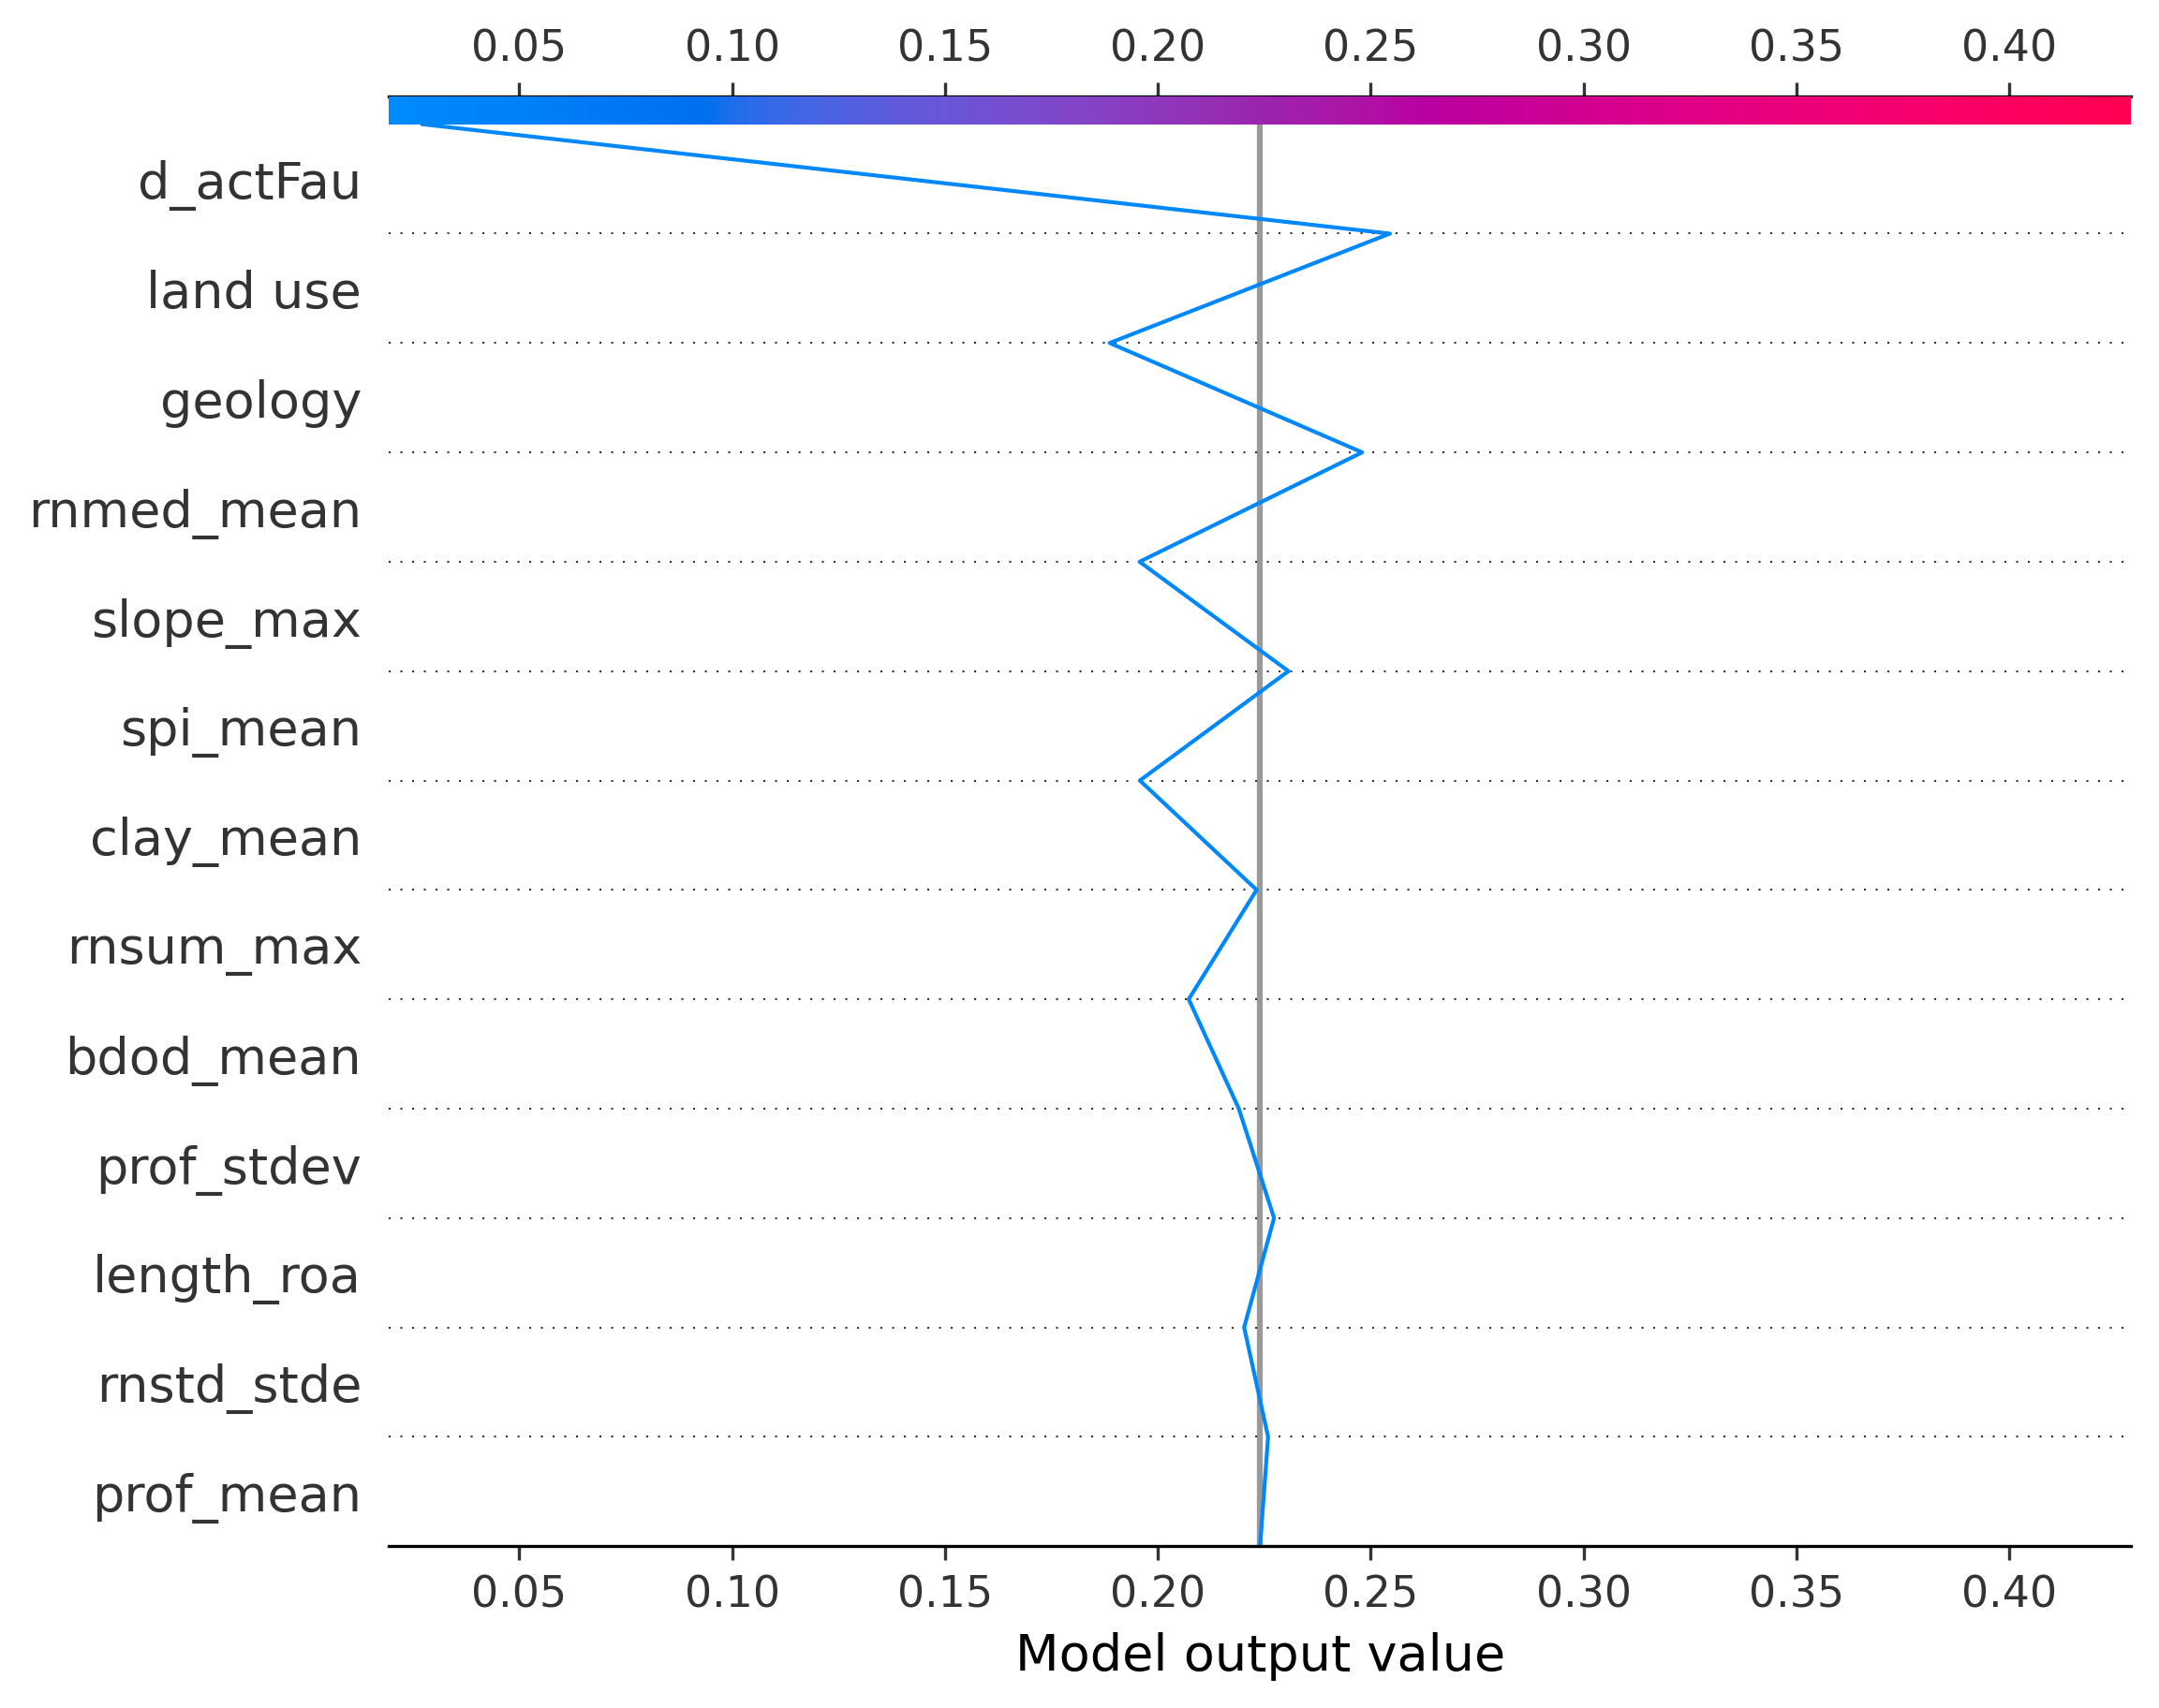 0.05 0.10 0.15 0.20 0.25 0.30 0.35 0.40
d_actFau
land use
geology
rnmed_mean
slope_max
spi_mean
clay_mean
rnsum_max
bdod_mean
prof_stdev
length_roa
rnstd_stde
prof_mean
0.05 0.10 0.15 0.20 0.25 0.30 0.35 0.40
Model output value